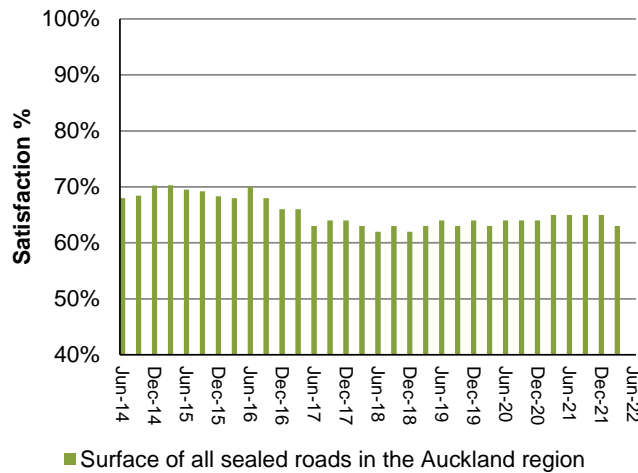 100%
90%
80%
70%
60%
50%
40%
Satisfaction %
Jun-14
Dec-14
Jun-15
Dec-15
Jun-16
Dec-16
Jun-17
Dec-17
Jun-18
Dec-18
Jun-19
Dec-19
Jun-20
Dec-20
Jun-21
Dec-21
Jun-22
Surface of all sealed roads in the Auckland region